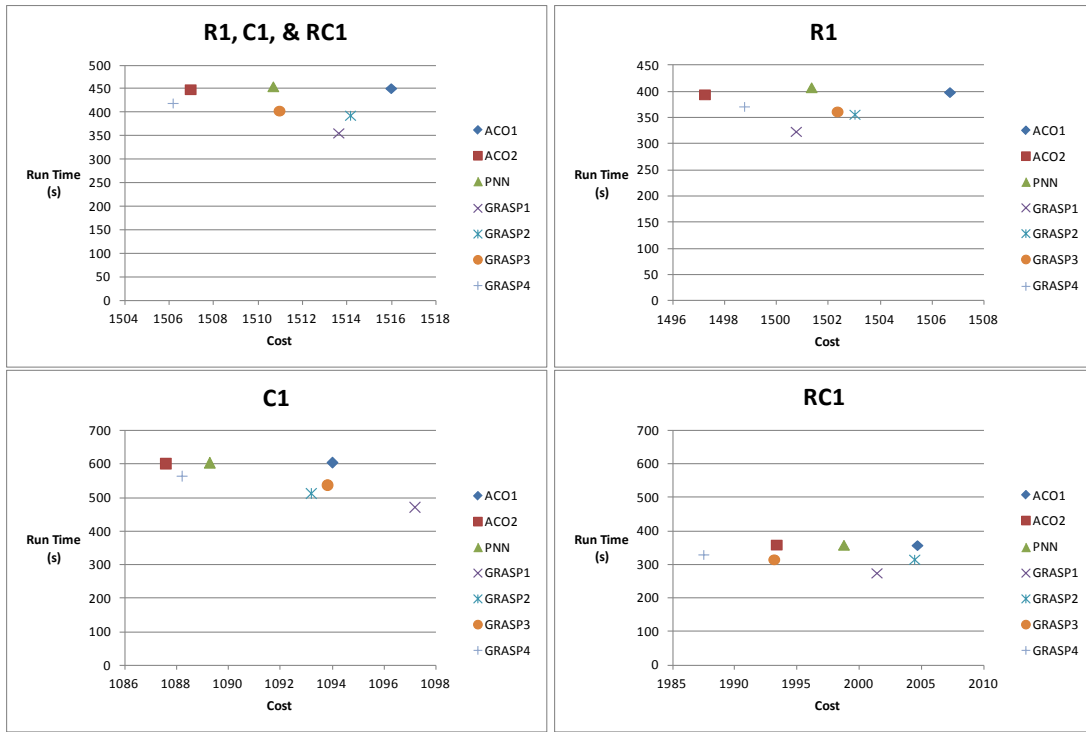 R1, C1, & RC1
500
450
400
350
300
250
200
150
100
50
0
Run Time
(s)
1504 1506 1508 1510 1512 1514 1516 1518
Cost
ACO1
ACO2
PNN
GRASP1
GRASP2
GRASP3
GRASP4
R1
450
400
350
300
250
200
150
100
50
0
Run Time
(s)
1496 1498 1500 1502 1504 1506 1508
Cost
ACO1
ACO2
PNN
GRASP1
GRASP2
GRASP3
GRASP4
C1
700
600
500
400
300
200
100
0
Run Time
(s)
1086 1088 1090 1092 1094 1096 1098
Cost
ACO1
ACO2
PNN
GRASP1
GRASP2
GRASP3
GRASP4
RC1
700
600
500
400
300
200
100
0
Run Time
(s)
1985 1990 1995 2000 2005 2010
Cost
ACO1
ACO2
PNN
GRASP1
GRASP2
GRASP3
GRASP4